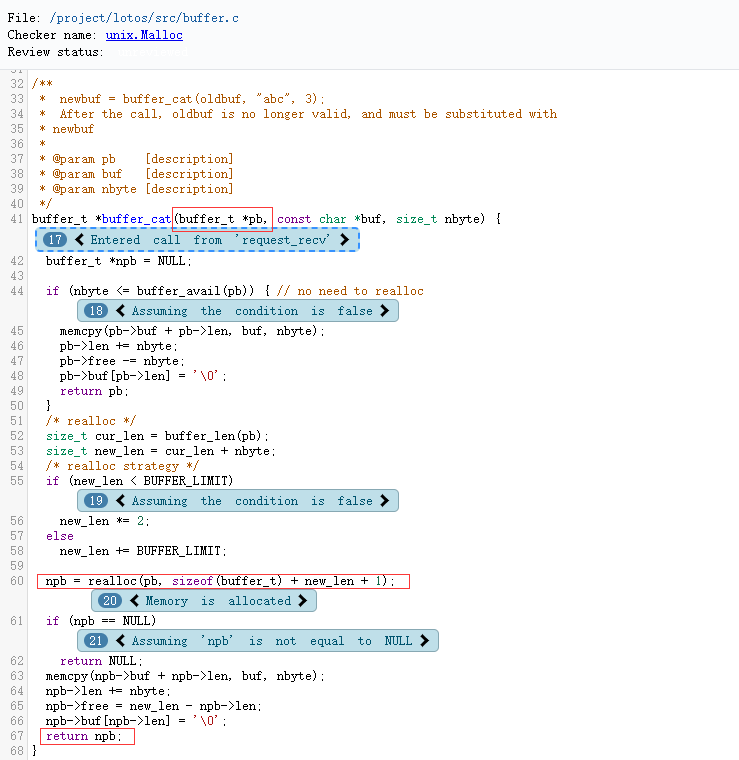 File: /project/lotos/src/buffer.c
Checker name: unix.Malloc
Review status:
31
32 /**
33  *  newbuf = buffer_cat(oldbuf, "abc", 3);
34  *  After the call, oldbuf is no longer valid, and must be substituted with
35  * newbuf
36  *
37  * @param pb    [description]
38  * @param buf   [description]
39  * @param nbyte [description]
40  */
41 buffer_t *buffer_cat(buffer_t *pb, const char *buf, size_t nbyte) {
17 Entered call from 'request_recv'
42   buffer_t *npb = NULL;
43
44   if (nbyte <= buffer_avail(pb)) { // no need to realloc
18 Assuming the condition is false
45     memcpy(pb->buf + pb->len, buf, nbyte);
46     pb->len += nbyte;
47     pb->free -= nbyte;
48     pb->buf[pb->len] = '\0';
49     return pb;
50   }
51   /* realloc */
52   size_t cur_len = buffer_len(pb);
53   size_t new_len = cur_len + nbyte;
54   /* realloc strategy */
55   if (new_len < BUFFER_LIMIT)
19 Assuming the condition is false
56     new_len *= 2;
57   else
58     new_len += BUFFER_LIMIT;
59
60   npb = realloc(pb, sizeof(buffer_t) + new_len + 1);
20 Memory is allocated
61   if (npb == NULL)
21 Assuming 'npb' is not equal to NULL
62     return NULL;
63   memcpy(npb->buf + npb->len, buf, nbyte);
64   npb->len += nbyte;
65   npb->free = new_len - npb->len;
66   npb->buf[npb->len] = '\0';
67   return npb;
68 }